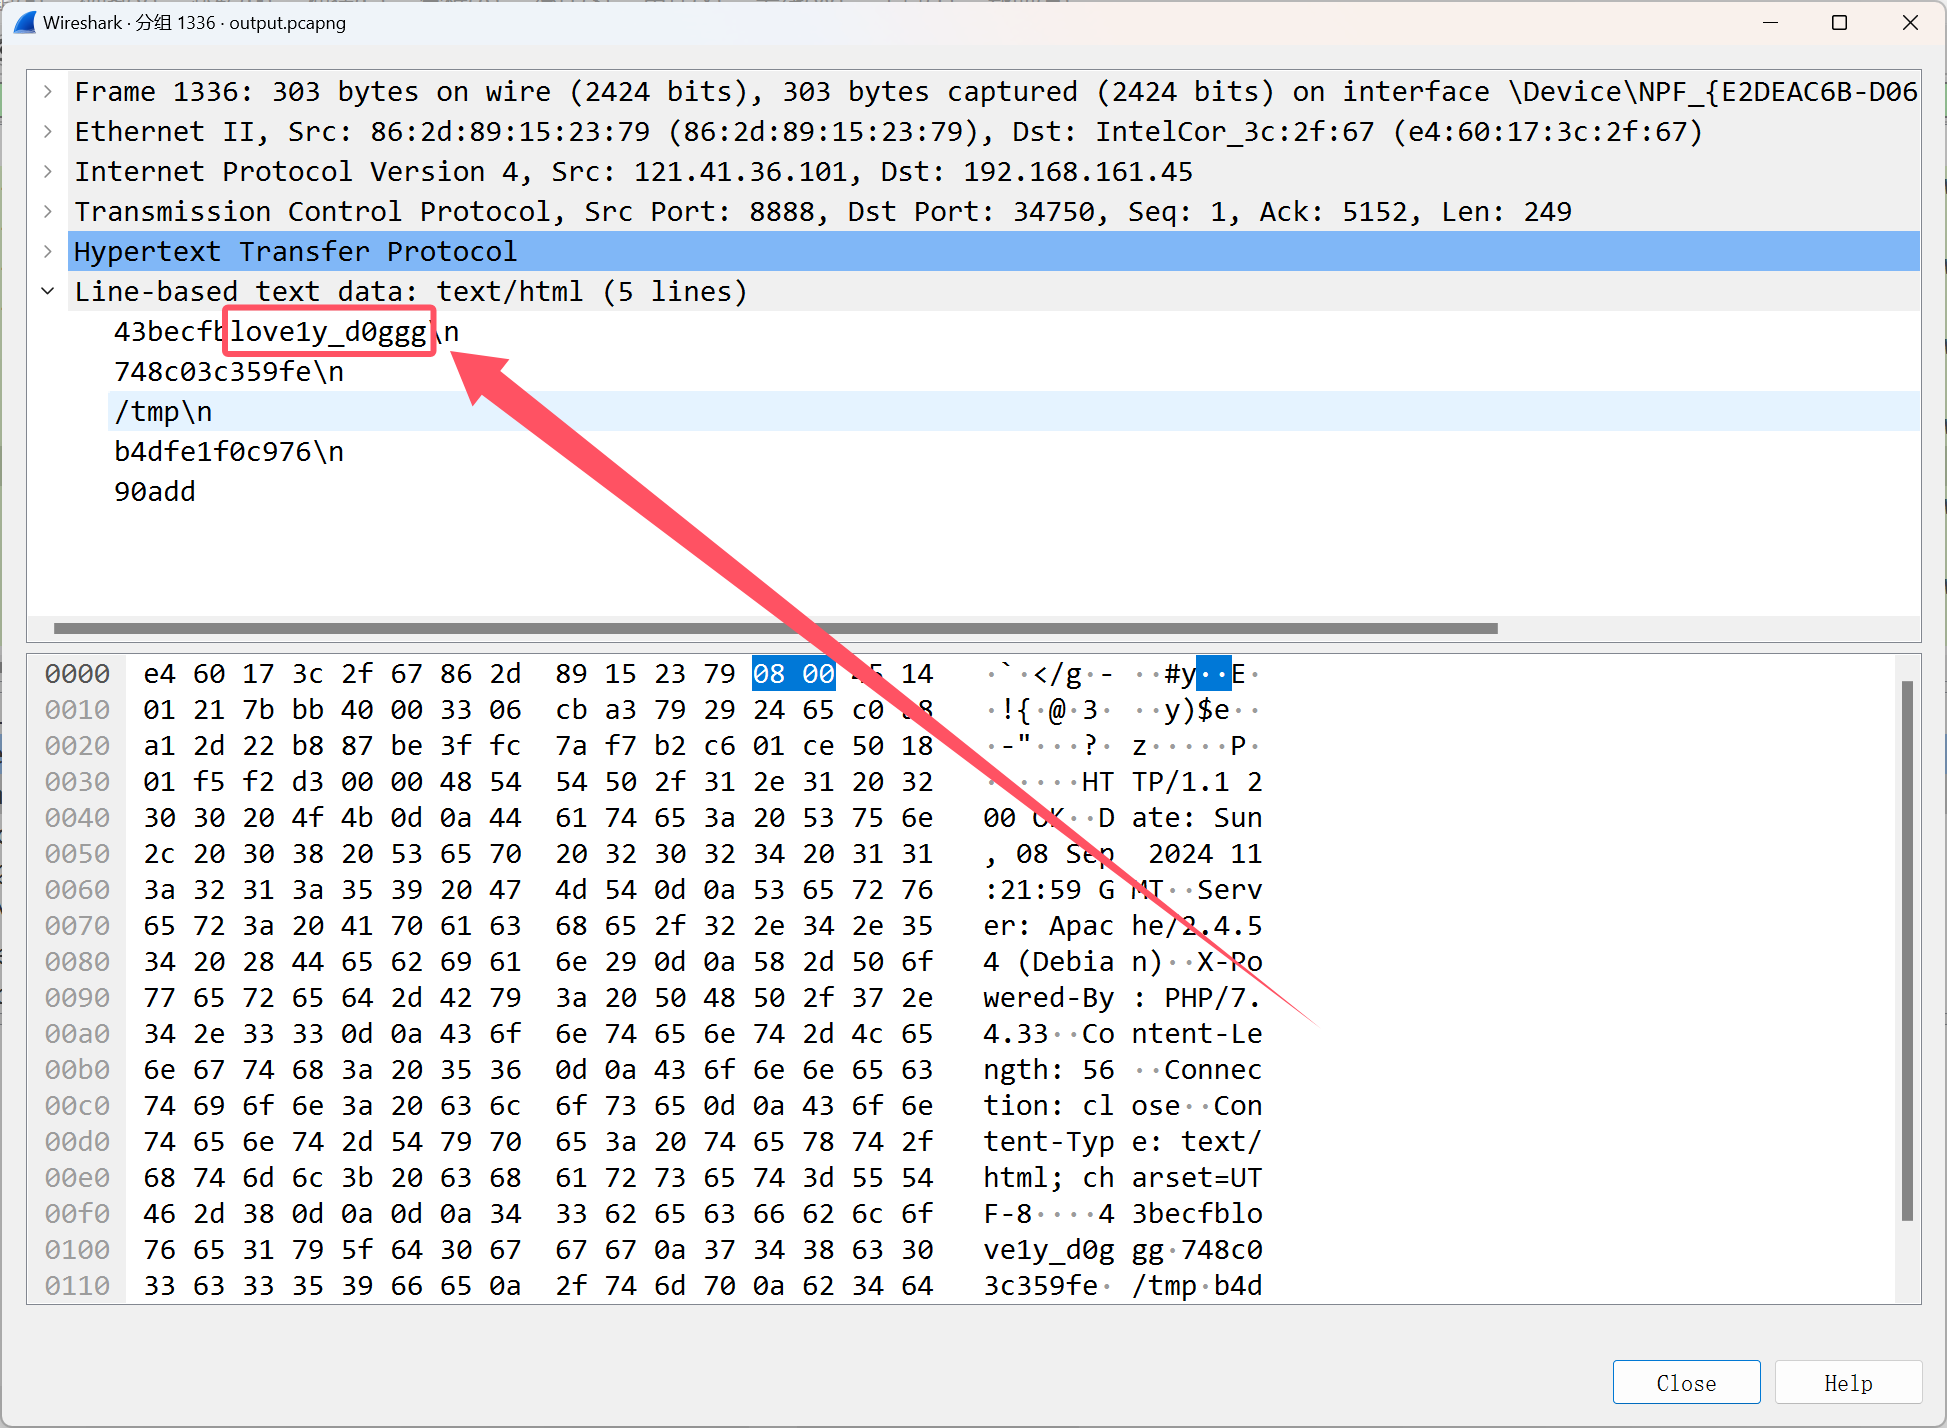 Wireshark · 分组 1336 · output.pcapng
Frame 1336: 303 bytes on wire (2424 bits), 303 bytes captured (2424 bits) on interface \Device\NPF_{E2DEAC6B-D06
Ethernet II, Src: 86:2d:89:15:23:79 (86:2d:89:15:23:79), Dst: IntelCor_3c:2f:67 (e4:60:17:3c:2f:67)
Internet Protocol Version 4, Src: 121.41.36.101, Dst: 192.168.161.45
Transmission Control Protocol, Src Port: 8888, Dst Port: 34750, Seq: 1, Ack: 5152, Len: 249
Hypertext Transfer Protocol
Line-based text data: text/html (5 lines)
43becfblove1y_d0ggg\n
748c03c359fe\n
/tmp\n
b4dfe1f0c976\n
90add
0000 e4 60 17 3c 2f 67 86 2d 89 15 23 79 08 00 45 14 ·`·</g·- ··#y··E·
0010 01 21 7b bb 40 00 33 06 cb a3 79 29 24 65 c0 a8 ·!{·@·3· ··y)$e··
0020 a1 2d 22 b8 87 be 3f fc 7a f7 b2 c6 01 ce 50 18 ·-"···?· z·····P·
0030 01 f5 f2 d3 00 00 48 54 54 50 2f 31 2e 31 20 32 ······HT TP/1.1 2
0040 30 30 20 4f 4b 0d 0a 44 61 74 65 3a 20 53 75 6e 00 OK··D ate: Sun
0050 2c 20 30 38 20 53 65 70 20 32 30 32 34 20 31 31 , 08 Sep 2024 11
0060 3a 32 31 3a 35 39 20 47 4d 54 0d 0a 53 65 72 76 :21:59 G MT··Serv
0070 65 72 3a 20 41 70 61 63 68 65 2f 32 2e 34 2e 35 er: Apac he/2.4.5
0080 34 20 28 44 65 62 69 61 6e 29 0d 0a 58 2d 50 6f 4 (Debia n)··X-Po
0090 77 65 72 65 64 2d 42 79 3a 20 50 48 50 2f 37 2e wered-By : PHP/7.
00a0 34 2e 33 33 0d 0a 43 6f 6e 74 65 6e 74 2d 4c 65 4.33··Co ntent-Le
00b0 6e 67 74 68 3a 20 35 36 0d 0a 43 6f 6e 6e 65 63 ngth: 56 ··Connec
00c0 74 69 6f 6e 3a 20 63 6c 6f 73 65 0d 0a 43 6f 6e tion: cl ose··Con
00d0 74 65 6e 74 2d 54 79 70 65 3a 20 74 65 78 74 2f tent-Typ e: text/
00e0 68 74 6d 6c 3b 20 63 68 61 72 73 65 74 3d 55 54 html; ch arset=UT
00f0 46 2d 38 0d 0a 0d 0a 34 33 62 65 63 66 62 6c 6f F-8····4 3becfblo
0100 76 65 31 79 5f 64 30 67 67 67 0a 37 34 38 63 30 ve1y_d0g gg·748c0
0110 33 63 33 35 39 66 65 0a 2f 74 6d 70 0a 62 34 64 3c359fe· /tmp·b4d
Close Help